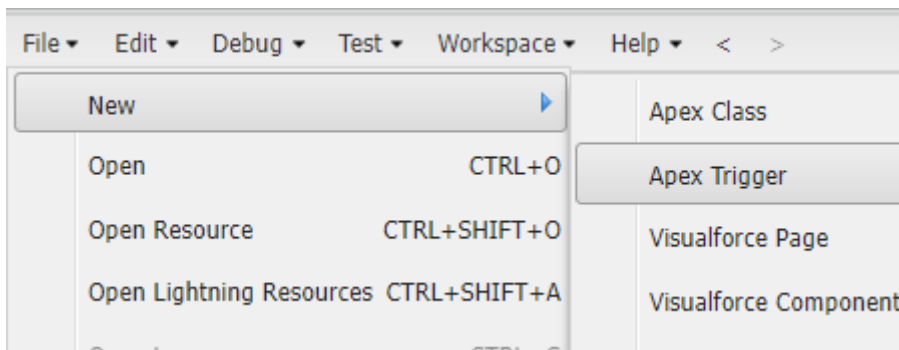 File Edit Debug Test Workspace Help < >
New
Apex Class
Open CTRL+O
Apex Trigger
Open Resource CTRL+SHIFT+O
Visualforce Page
Open Lightning Resources CTRL+SHIFT+A
Visualforce Component